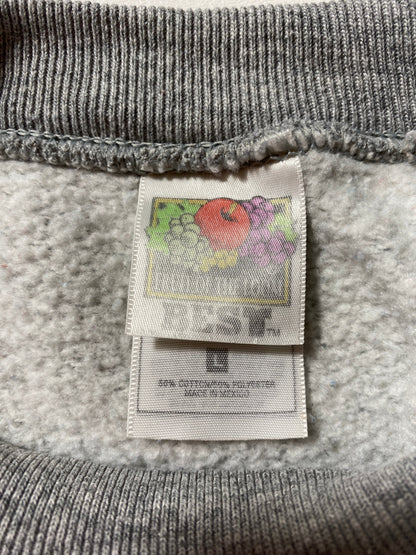 FRUIT OF THE LOOM
BEST™
L
50% COTTON/50% POLYESTER
MADE IN MEXICO